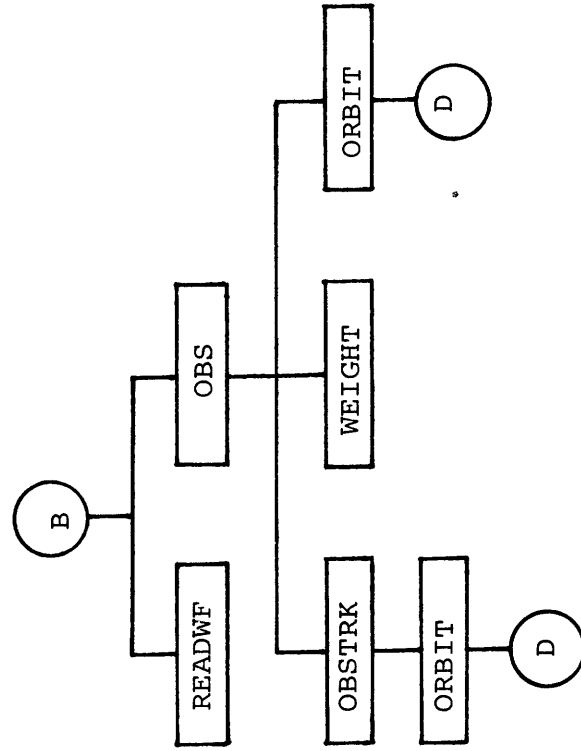 B
READWF
OBS
OBSTRK
WEIGHT
ORBIT
ORBIT
D
D